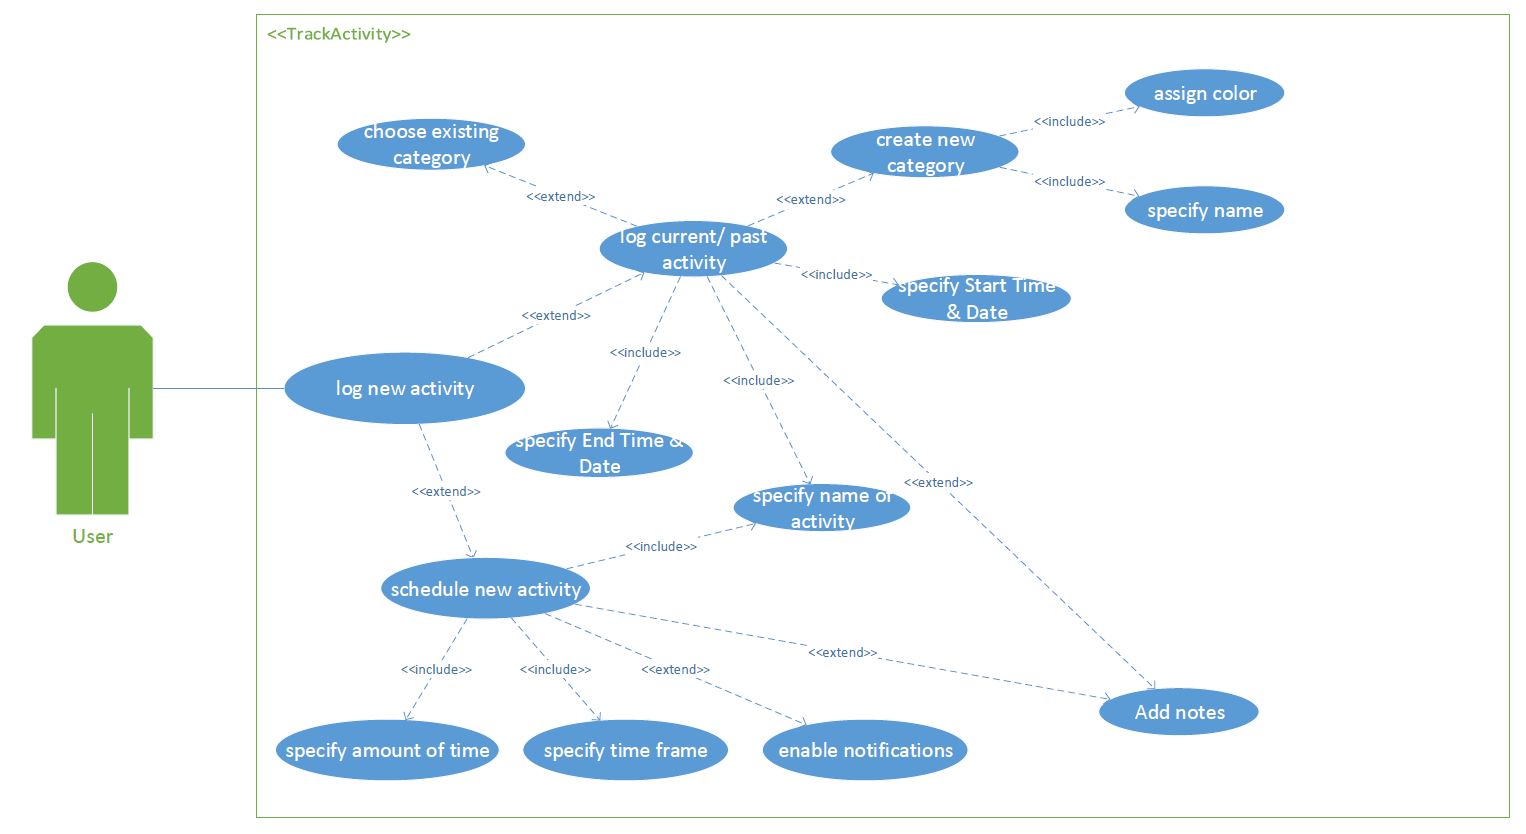 <<TrackActivity>>
assign color
choose existing
category
create new
category
<<include>>
<<include>>
specify name
<<extend>>
<<extend>>
log current/ past
activity
<<include>>
specify Start Time
& Date
<<extend>>
<<include>>
<<include>>
log new activity
specify End Time &
Date
<<extend>>
<<extend>>
specify name of
activity
User
<<include>>
schedule new activity
<<extend>>
<<include>>
<<include>>
<<extend>>
Add notes
specify amount of time
specify time frame
enable notifications